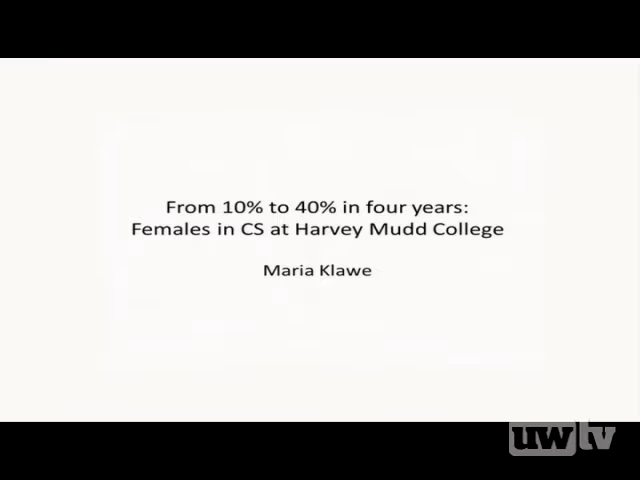 From 10% to 40% in four years:
Females in CS at Harvey Mudd College
Maria Klawe
uwtv